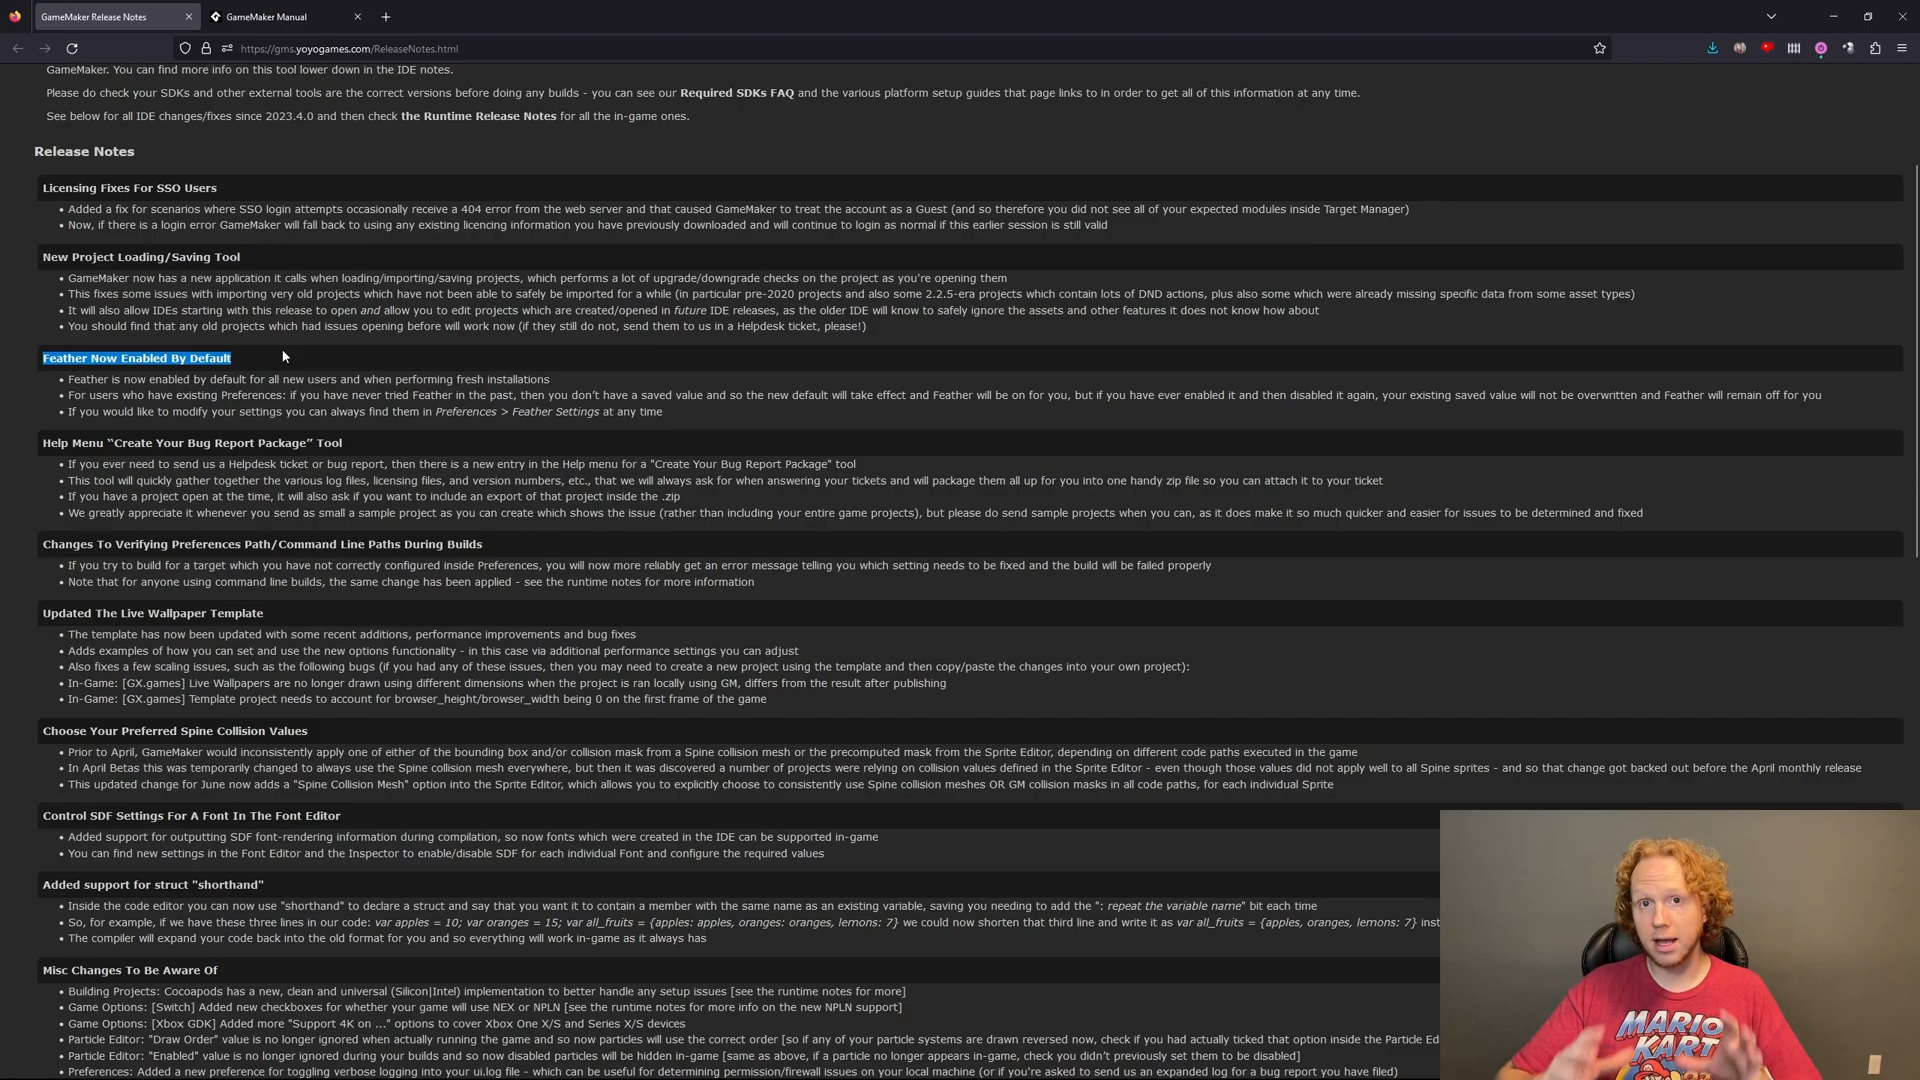 GameMaker Release Notes
GameMaker Manual
https://gms.yoyogames.com/ReleaseNotes.html
GameMaker. You can find more info on this tool lower down in the IDE notes.
Please do check your SDKs and other external tools are the correct versions before doing any builds - you can see our Required SDKs FAQ and the various platform setup guides that page links to in order to get all of this information at any time.
See below for all IDE changes/fixes since 2023.4.0 and then check the Runtime Release Notes for all the in-game ones.
Release Notes
Licensing Fixes For SSO Users
• Added a fix for scenarios where SSO login attempts occasionally receive a 404 error from the web server and that caused GameMaker to treat the account as a Guest (and so therefore you did not see all of your expected modules inside Target Manager)
• Now, if there is a login error GameMaker will fall back to using any existing licencing information you have previously downloaded and will continue to login as normal if this earlier session is still valid
New Project Loading/Saving Tool
• GameMaker now has a new application it calls when loading/importing/saving projects, which performs a lot of upgrade/downgrade checks on the project as you're opening them
• This fixes some issues with importing very old projects which have not been able to safely be imported for a while (in particular pre-2020 projects and also some 2.2.5-era projects which contain lots of DND actions, plus also some which were already missing specific data from some asset types)
• It will also allow IDEs starting with this release to open and allow you to edit projects which are created/opened in future IDE releases, as the older IDE will know to safely ignore the assets and other features it does not know how about
• You should find that any old projects which had issues opening before will work now (if they still do not, send them to us in a Helpdesk ticket, please!)
Feather Now Enabled By Default
• Feather is now enabled by default for all new users and when performing fresh installations
• For users who have existing Preferences: if you have never tried Feather in the past, then you don't have a saved value and so the new default will take effect and Feather will be on for you, but if you have ever enabled it and then disabled it again, your existing saved value will not be overwritten and Feather will remain off for you
• If you would like to modify your settings you can always find them in Preferences > Feather Settings at any time
Help Menu “Create Your Bug Report Package” Tool
• If you ever need to send us a Helpdesk ticket or bug report, then there is a new entry in the Help menu for a "Create Your Bug Report Package" tool
• This tool will quickly gather together the various log files, licensing files, and version numbers, etc., that we will always ask for when answering your tickets and will package them all up for you into one handy zip file so you can attach it to your ticket
• If you have a project open at the time, it will also ask if you want to include an export of that project inside the .zip
• We greatly appreciate it whenever you send as small a sample project as you can create which shows the issue (rather than including your entire game projects), but please do send sample projects when you can, as it does make it so much quicker and easier for issues to be determined and fixed
Changes To Verifying Preferences Path/Command Line Paths During Builds
• If you try to build for a target which you have not correctly configured inside Preferences, you will now more reliably get an error message telling you which setting needs to be fixed and the build will be failed properly
• Note that for anyone using command line builds, the same change has been applied - see the runtime notes for more information
Updated The Live Wallpaper Template
• The template has now been updated with some recent additions, performance improvements and bug fixes
• Adds examples of how you can set and use the new options functionality - in this case via additional performance settings you can adjust
• Also fixes a few scaling issues, such as the following bugs (if you had any of these issues, then you may need to create a new project using the template and then copy/paste the changes into your own project):
• In-Game: [GX.games] Live Wallpapers are no longer drawn using different dimensions when the project is ran locally using GM, differs from the result after publishing
• In-Game: [GX.games] Template project needs to account for browser_height/browser_width being 0 on the first frame of the game
Choose Your Preferred Spine Collision Values
• Prior to April, GameMaker would inconsistently apply one of either of the bounding box and/or collision mask from a Spine collision mesh or the precomputed mask from the Sprite Editor, depending on different code paths executed in the game
• In April Betas this was temporarily changed to always use the Spine collision mesh everywhere, but then it was discovered a number of projects were relying on collision values defined in the Sprite Editor - even though those values did not apply well to all Spine sprites - and so that change got backed out before the April monthly release
• This updated change for June now adds a "Spine Collision Mesh" option into the Sprite Editor, which allows you to explicitly choose to consistently use Spine collision meshes OR GM collision masks in all code paths, for each individual Sprite
Control SDF Settings For A Font In The Font Editor
• Added support for outputting SDF font-rendering information during compilation, so now fonts which were created in the IDE can be supported in-game
• You can find new settings in the Font Editor and the Inspector to enable/disable SDF for each individual Font and configure the required values
Added support for struct "shorthand"
• Inside the code editor you can now use "shorthand" to declare a struct and say that you want it to contain a member with the same name as an existing variable, saving you needing to add the ": repeat the variable name" bit each time
• So, for example, if we have these three lines in our code: var apples = 10; var oranges = 15; var all_fruits = {apples: apples, oranges: oranges, lemons: 7} we could now shorten that third line and write it as var all_fruits = {apples, oranges, lemons: 7} inst
• The compiler will expand your code back into the old format for you and so everything will work in-game as it always has
Misc Changes To Be Aware Of
• Building Projects: Cocoapods has a new, clean and universal (Silicon|Intel) implementation to better handle any setup issues [see the runtime notes for more]
• Game Options: [Switch] Added new checkboxes for whether your game will use NEX or NPLN [see the runtime notes for more info on the new NPLN support]
• Game Options: [Xbox GDK] Added more "Support 4K on ..." options to cover Xbox One X/S and Series X/S devices
• Particle Editor: "Draw Order" value is no longer ignored when actually running the game and so now particles will use the correct order [so if any of your particle systems are drawn reversed now, check if you had actually ticked that option inside the Particle Ed
• Particle Editor: "Enabled" value is no longer ignored during your builds and so now disabled particles will be hidden in-game [same as above, if a particle no longer appears in-game, check you didn't previously set them to be disabled]
• Preferences: Added a new preference for toggling verbose logging into your ui.log file - which can be useful for determining permission/firewall issues on your local machine (or if you're asked to send us an expanded log for a bug report you have filed)
MARIO
KART